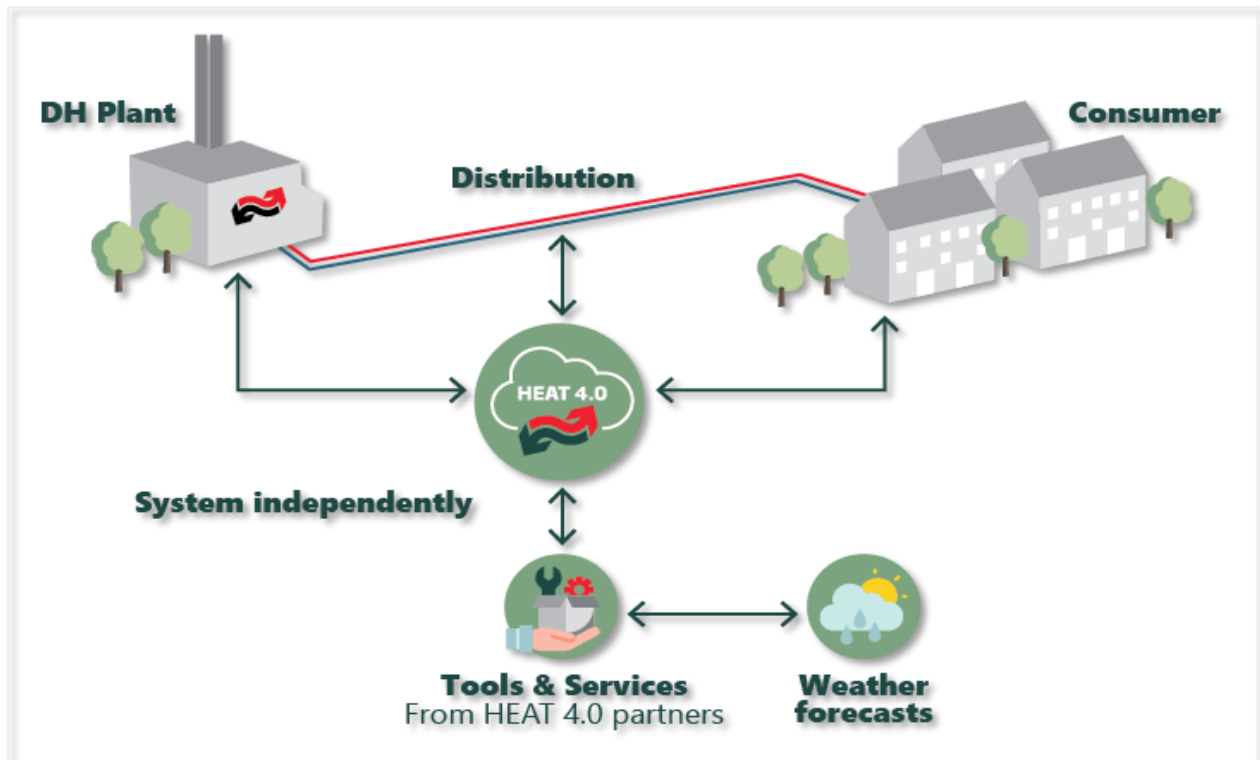 DH Plant
Consumer
Distribution
HEAT 4.0
System independently
Tools & Services
From HEAT 4.0 partners
Weather
forecasts